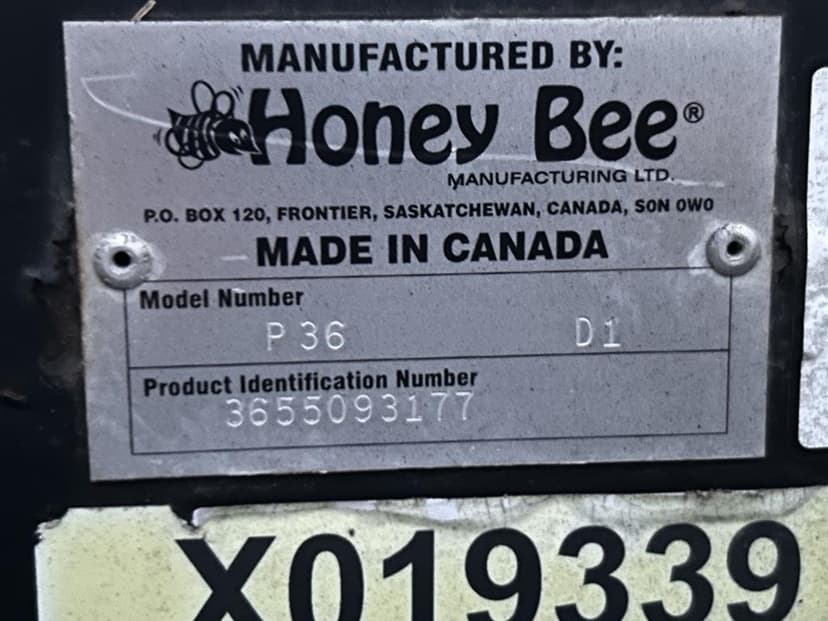 MANUFACTURED BY:
Honey Bee®
MANUFACTURING LTD.
P.O. BOX 120, FRONTIER, SASKATCHEWAN, CANADA, S0N 0W0
MADE IN CANADA
Model Number
P 36 D1
Product Identification Number
3655093177
X019339